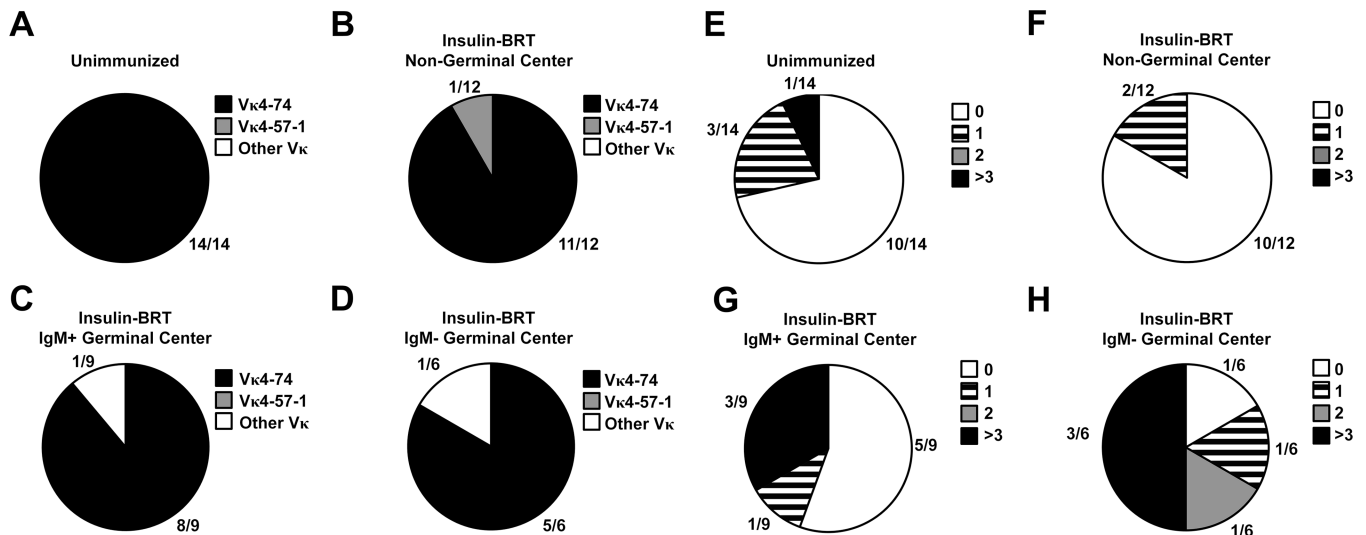 A
Unimmunized
Vκ4-74
Vκ4-57-1
Other Vκ
14/14
B
Insulin-BRT
Non-Germinal Center
1/12
Vκ4-74
Vκ4-57-1
Other Vκ
11/12
E
Unimmunized
1/14
3/14
0
1
2
>3
10/14
F
Insulin-BRT
Non-Germinal Center
2/12
0
1
2
>3
10/12
C
Insulin-BRT
IgM+ Germinal Center
1/9
Vκ4-74
Vκ4-57-1
Other Vκ
8/9
D
Insulin-BRT
IgM- Germinal Center
1/6
Vκ4-74
Vκ4-57-1
Other Vκ
5/6
G
Insulin-BRT
IgM+ Germinal Center
3/9
0
1
2
>3
5/9
1/9
H
Insulin-BRT
IgM- Germinal Center
1/6
0
1
2
>3
3/6
1/6
1/6